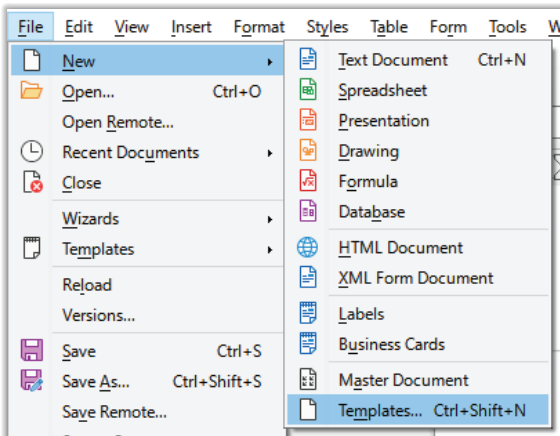 File Edit View Insert Format Styles Table Form Tools
New
Open... Ctrl+O
Open Remote...
Recent Documents
Close
Wizards
Templates
Reload
Versions...
Save Ctrl+S
Save As... Ctrl+Shift+S
Save Remote...
Text Document Ctrl+N
Spreadsheet
Presentation
Drawing
Formula
Database
HTML Document
XML Form Document
Labels
Business Cards
Master Document
Templates... Ctrl+Shift+N